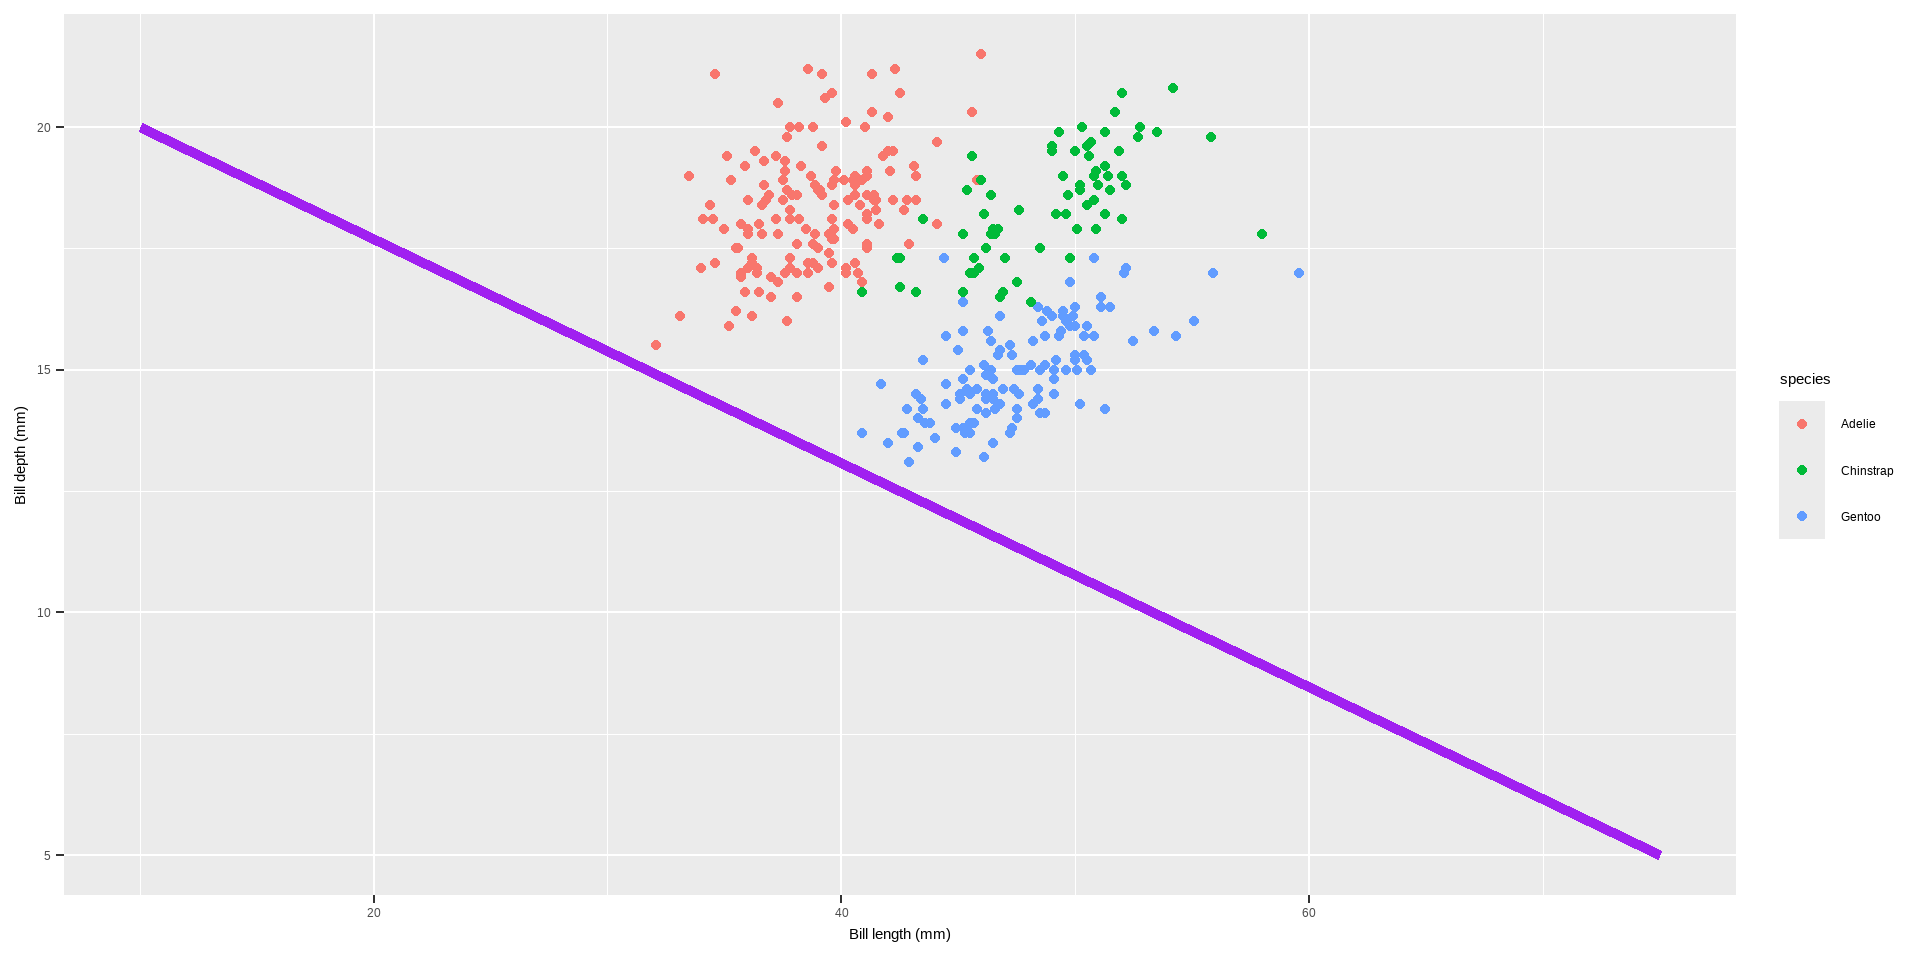 20
15
10
5
Bill depth (mm)
20
40
60
Bill length (mm)
species
Adelie
Chinstrap
Gentoo